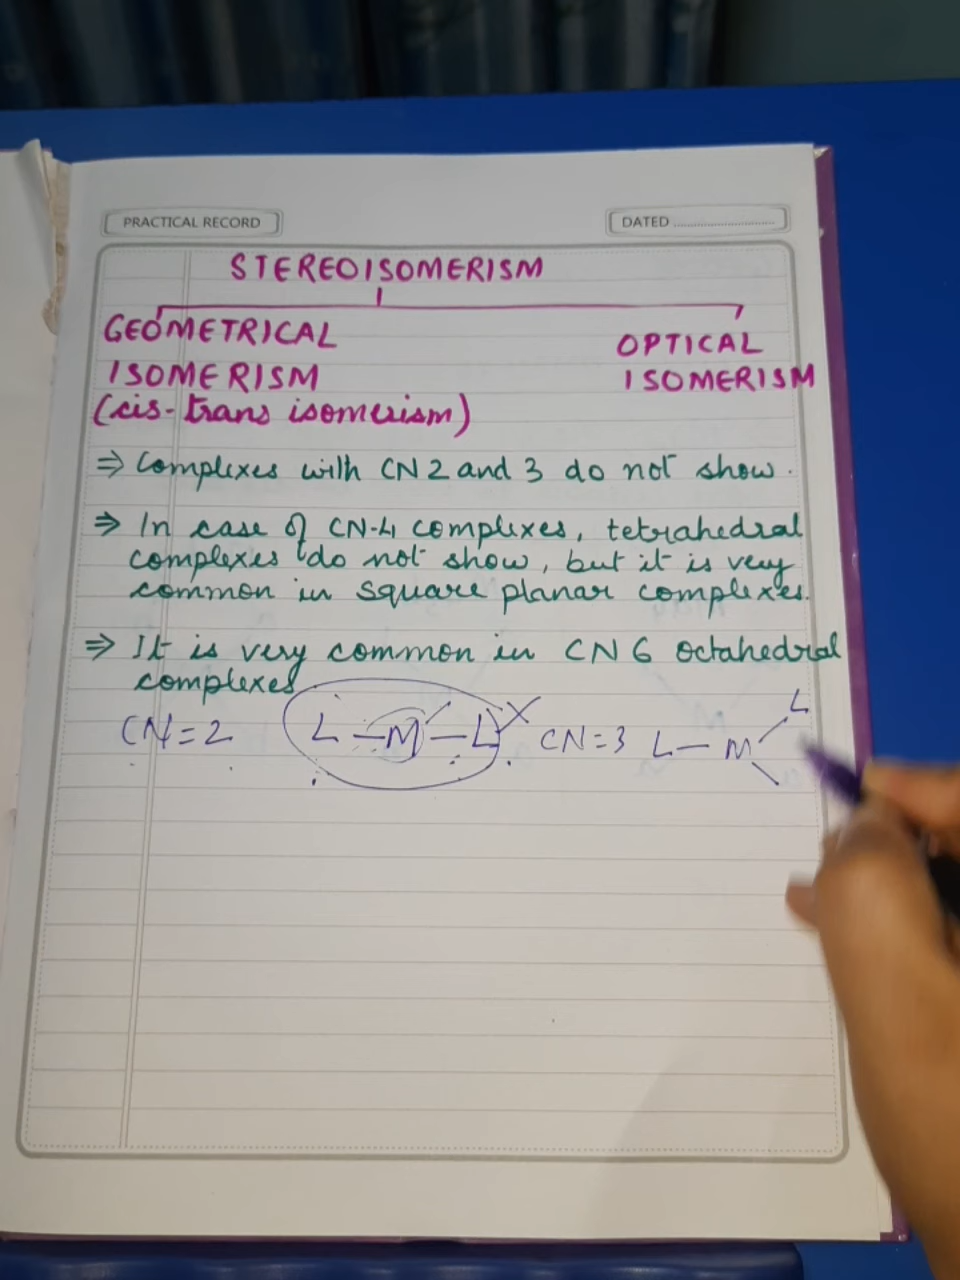 PRACTICAL RECORD
DATED
STEREOISOMERISM
GEOMETRICAL
ISOMERISM
(cis-trans isomerism)
OPTICAL
ISOMERISM
⇒ Complexes with CN 2 and 3 do not show.
⇒ In case of CN-4 complexes, tetrahedral
complexes do not show, but it is very
common in square planar complexes.
⇒ It is very common in CN 6 octahedral
complexes
CN=2 L-M-L X CN=3 L-M L